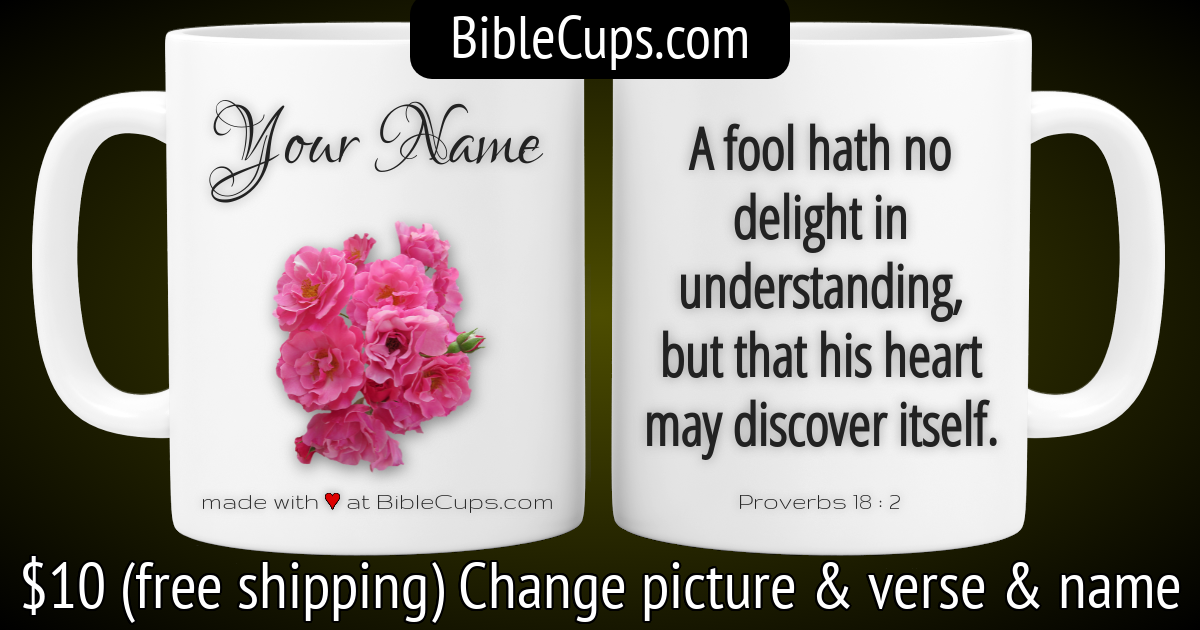 BibleCups.com
Your Name
made with ♥ at BibleCups.com
A fool hath no
delight in
understanding,
but that his heart
may discover itself.
Proverbs 18 : 2
$10 (free shipping) Change picture & verse & name